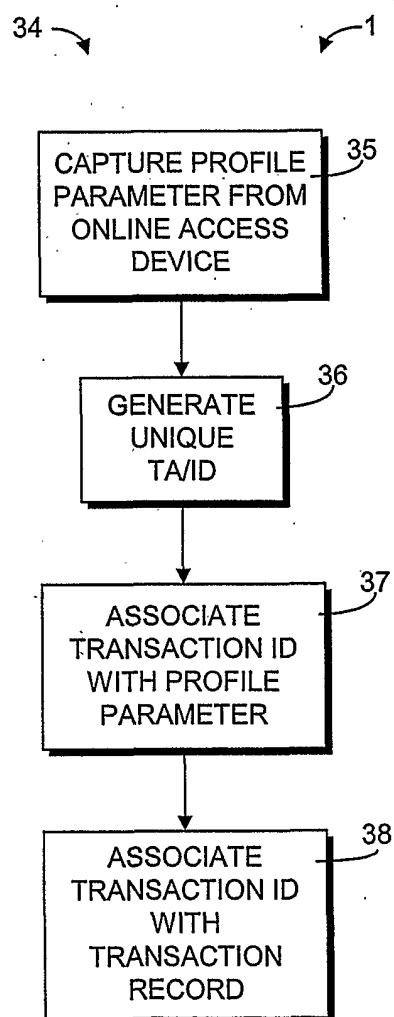 34 1
35
CAPTURE PROFILE
PARAMETER FROM
ONLINE ACCESS
DEVICE
36
GENERATE
UNIQUE
TA/ID
37
ASSOCIATE
TRANSACTION ID
WITH PROFILE
PARAMETER
38
ASSOCIATE
TRANSACTION ID
WITH
TRANSACTION
RECORD